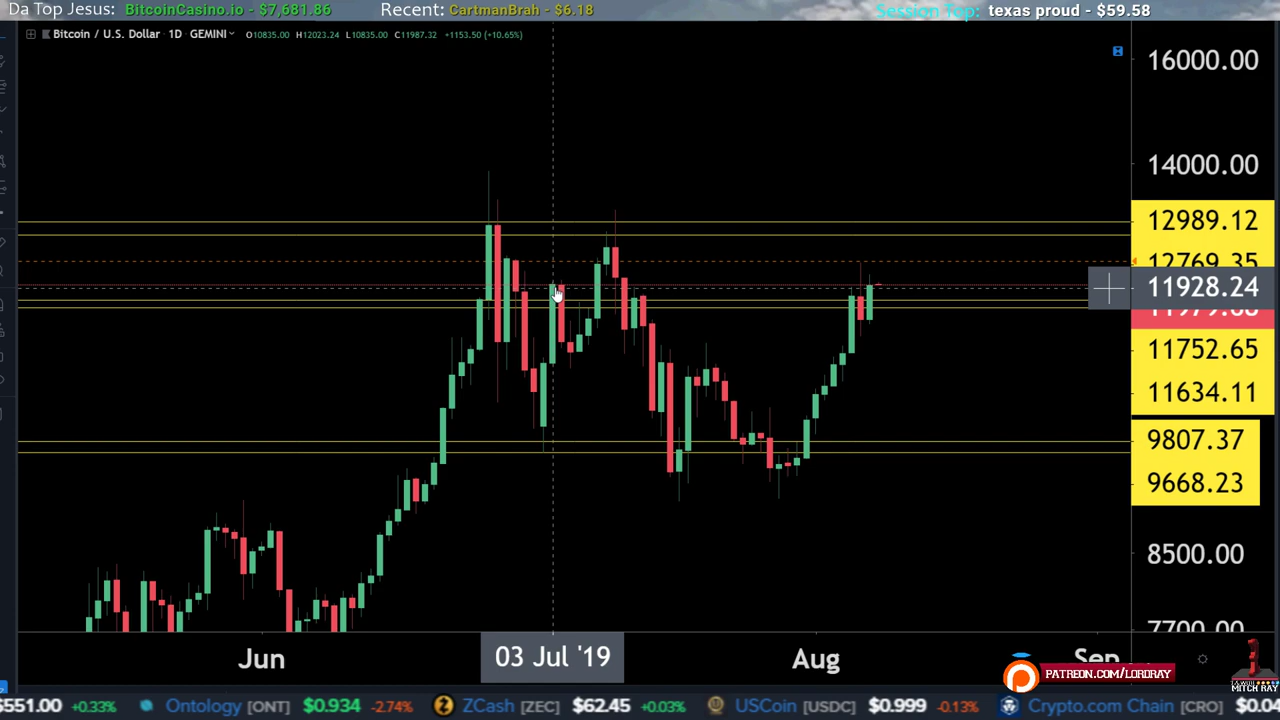 Da Top Jesus: BitcoinCasino.io - $7,681.86 Recent: CartmanBrah - $6.18 Session Top: texas proud - $59.58
Bitcoin / U.S. Dollar · 1D · GEMINI O10835.00 H12023.24 L10835.00 C11987.32 +1153.50 (+10.65%)
16000.00
14000.00
12989.12
12769.35
11928.24
11979.68
11752.65
11634.11
9807.37
9668.23
8500.00
7700.00
Jun 03 Jul '19 Aug Sep
PATREON.COM/LORDRAY
MITCH RAY
$551.00 +0.33% Ontology [ONT] $0.934 -2.74% ZCash [ZEC] $62.45 +0.03% USCoin [USDC] $0.999 -0.13% Crypto.com Chain [CRO] $0.04